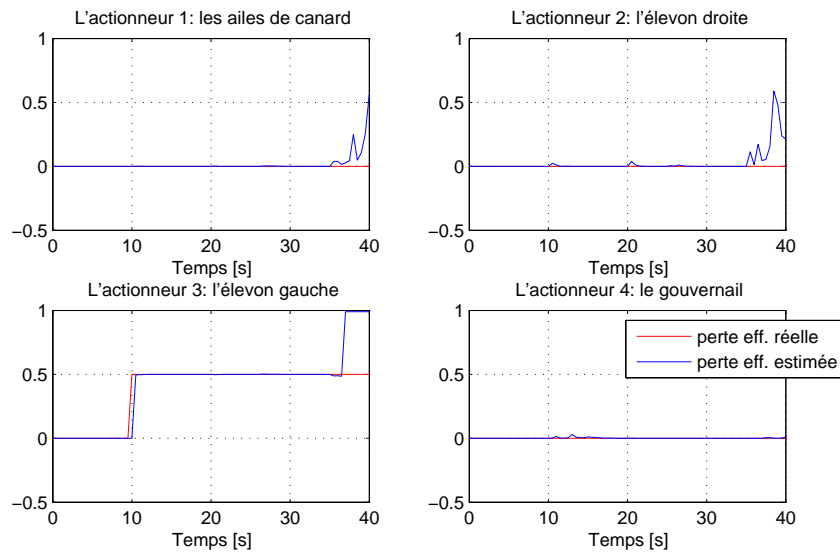 L'actionneur 1: les ailes de canard
1
0.5
0
−0.5
0 10 20 30 40
Temps [s]
L'actionneur 2: l'élevon droite
1
0.5
0
−0.5
0 10 20 30 40
Temps [s]
L'actionneur 3: l'élevon gauche
1
0.5
0
−0.5
0 10 20 30 40
Temps [s]
L'actionneur 4: le gouvernail
1
0.5
0
−0.5
0 10 20 30 40
Temps [s]
perte eff. réelle
perte eff. estimée